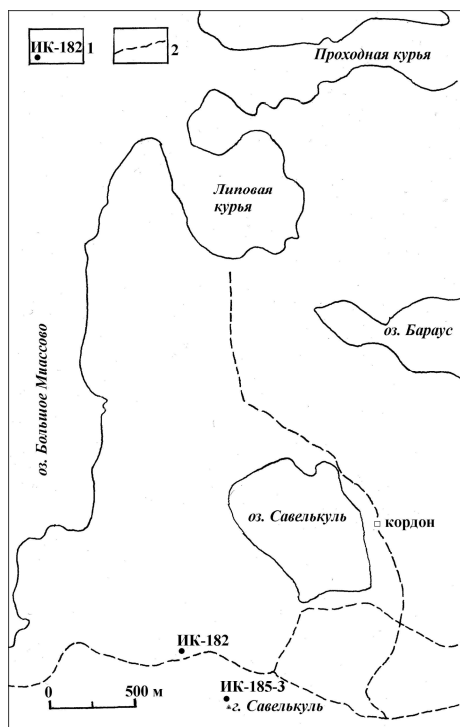 ИК-182 1 2
Проходная курья
Липовая
курья
оз. Большое Миассово
оз. Бараус
оз. Савелькуль
кордон
ИК-182
0 500 м
ИК-185-3
г. Савелькуль